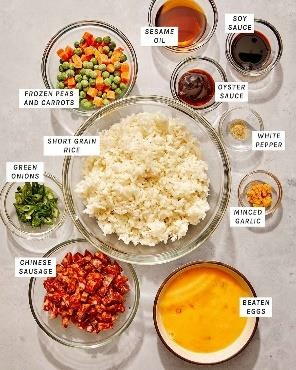 SESAME
OIL
SOY
SAUCE
FROZEN PEAS
AND CARROTS
OYSTER
SAUCE
SHORT GRAIN
RICE
WHITE
PEPPER
GREEN
ONIONS
MINCED
GARLIC
CHINESE
SAUSAGE
BEATEN
EGGS